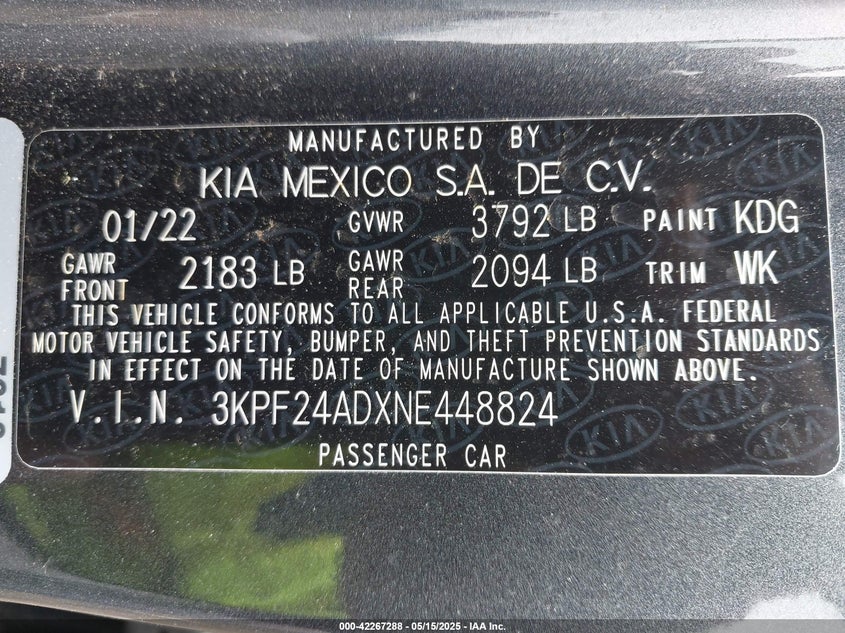 MANUFACTURED BY
KIA MEXICO S.A. DE C.V.
01/22 GVWR 3792 LB PAINT KDG
GAWR FRONT 2183 LB GAWR REAR 2094 LB TRIM WK
THIS VEHICLE CONFORMS TO ALL APPLICABLE U.S.A. FEDERAL
MOTOR VEHICLE SAFETY, BUMPER, AND THEFT PREVENTION STANDARDS
IN EFFECT ON THE DATE OF MANUFACTURE SHOWN ABOVE.
V.I.N. 3KPF24ADXNE448824
PASSENGER CAR
000-42267288 - 05/15/2025 - IAA Inc.